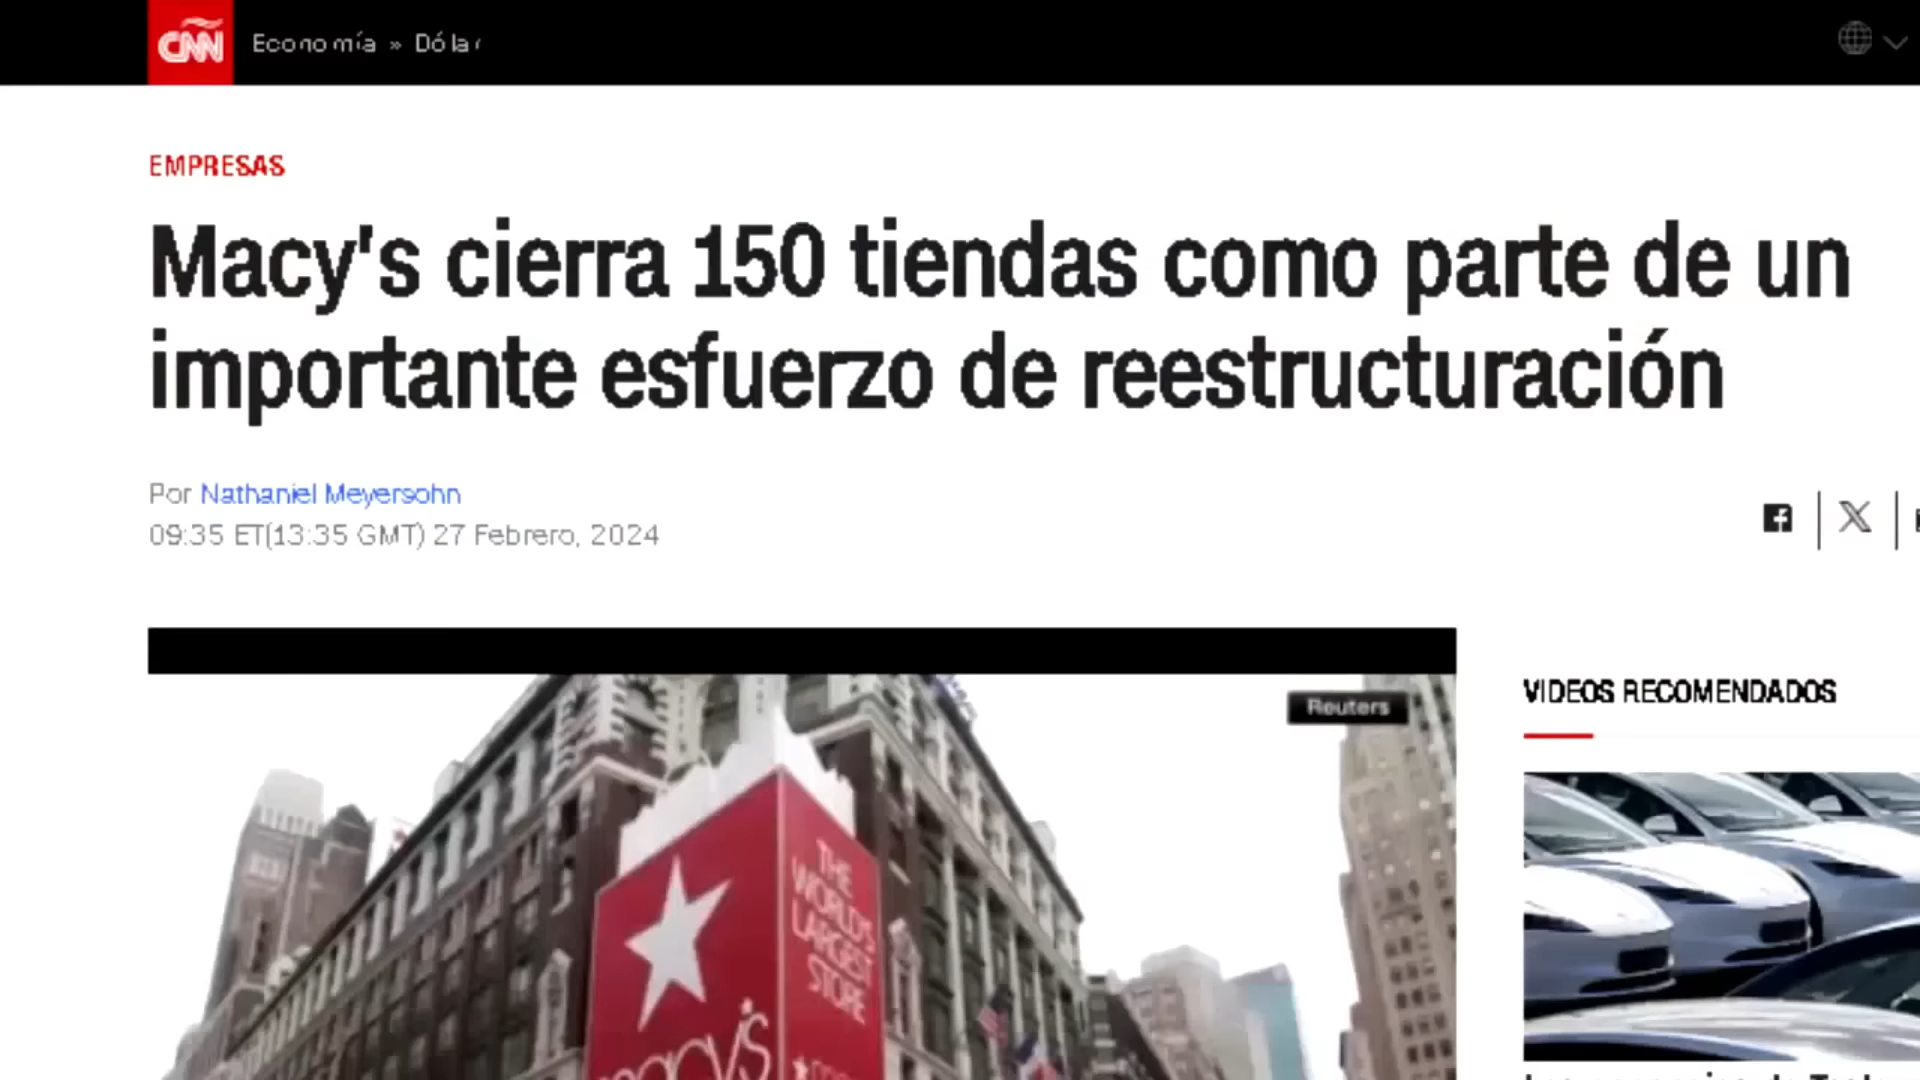 CNN
Economía » Dólar
EMPRESAS
Macy's cierra 150 tiendas como parte de un
importante esfuerzo de reestructuración
Por Nathaniel Meyersohn
09:35 ET(13:35 GMT) 27 Febrero, 2024
Reuters
VIDEOS RECOMENDADOS
THE
WORLD'S
LARGEST
STORE
macy's